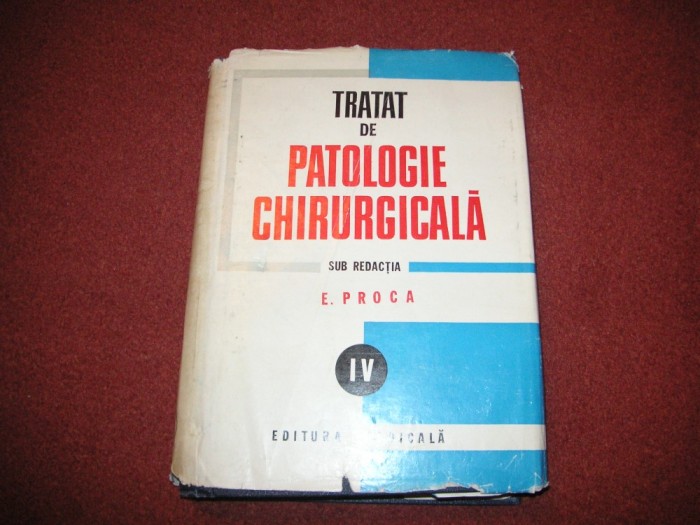 TRATAT
DE
PATOLOGIE
CHIRURGICALĂ
SUB REDACȚIA
E. PROCA
IV
EDITURA